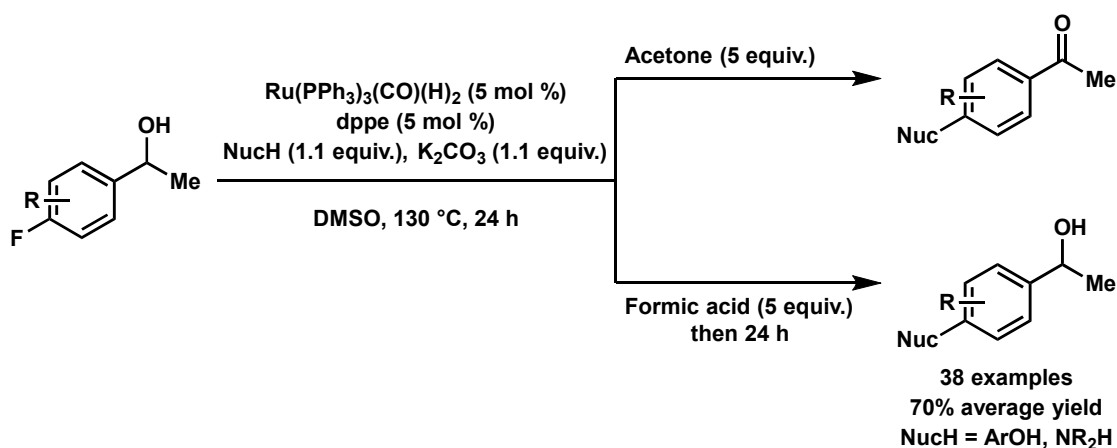 OH
Me
R
F
Ru(PPh3)3(CO)(H)2 (5 mol %)
dppe (5 mol %)
NucH (1.1 equiv.), K2CO3 (1.1 equiv.)
DMSO, 130 °C, 24 h
Acetone (5 equiv.)
O
Me
R
Nuc
Formic acid (5 equiv.)
then 24 h
OH
Me
R
Nuc
38 examples
70% average yield
NucH = ArOH, NR2H